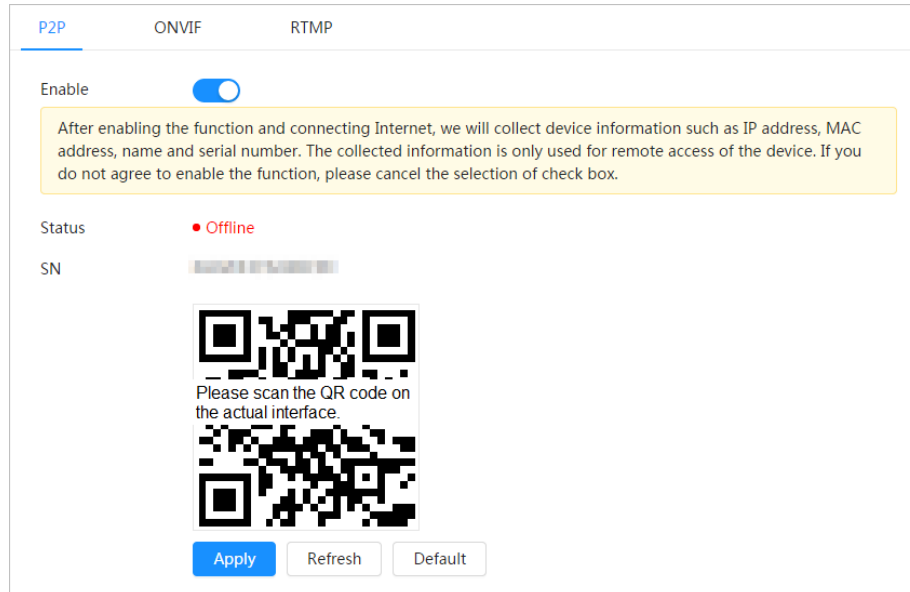 P2P ONVIF RTMP
Enable
After enabling the function and connecting Internet, we will collect device information such as IP address, MAC
address, name and serial number. The collected information is only used for remote access of the device. If you
do not agree to enable the function, please cancel the selection of check box.
Status Offline
SN
Please scan the QR code on
the actual interface.
Apply Refresh Default